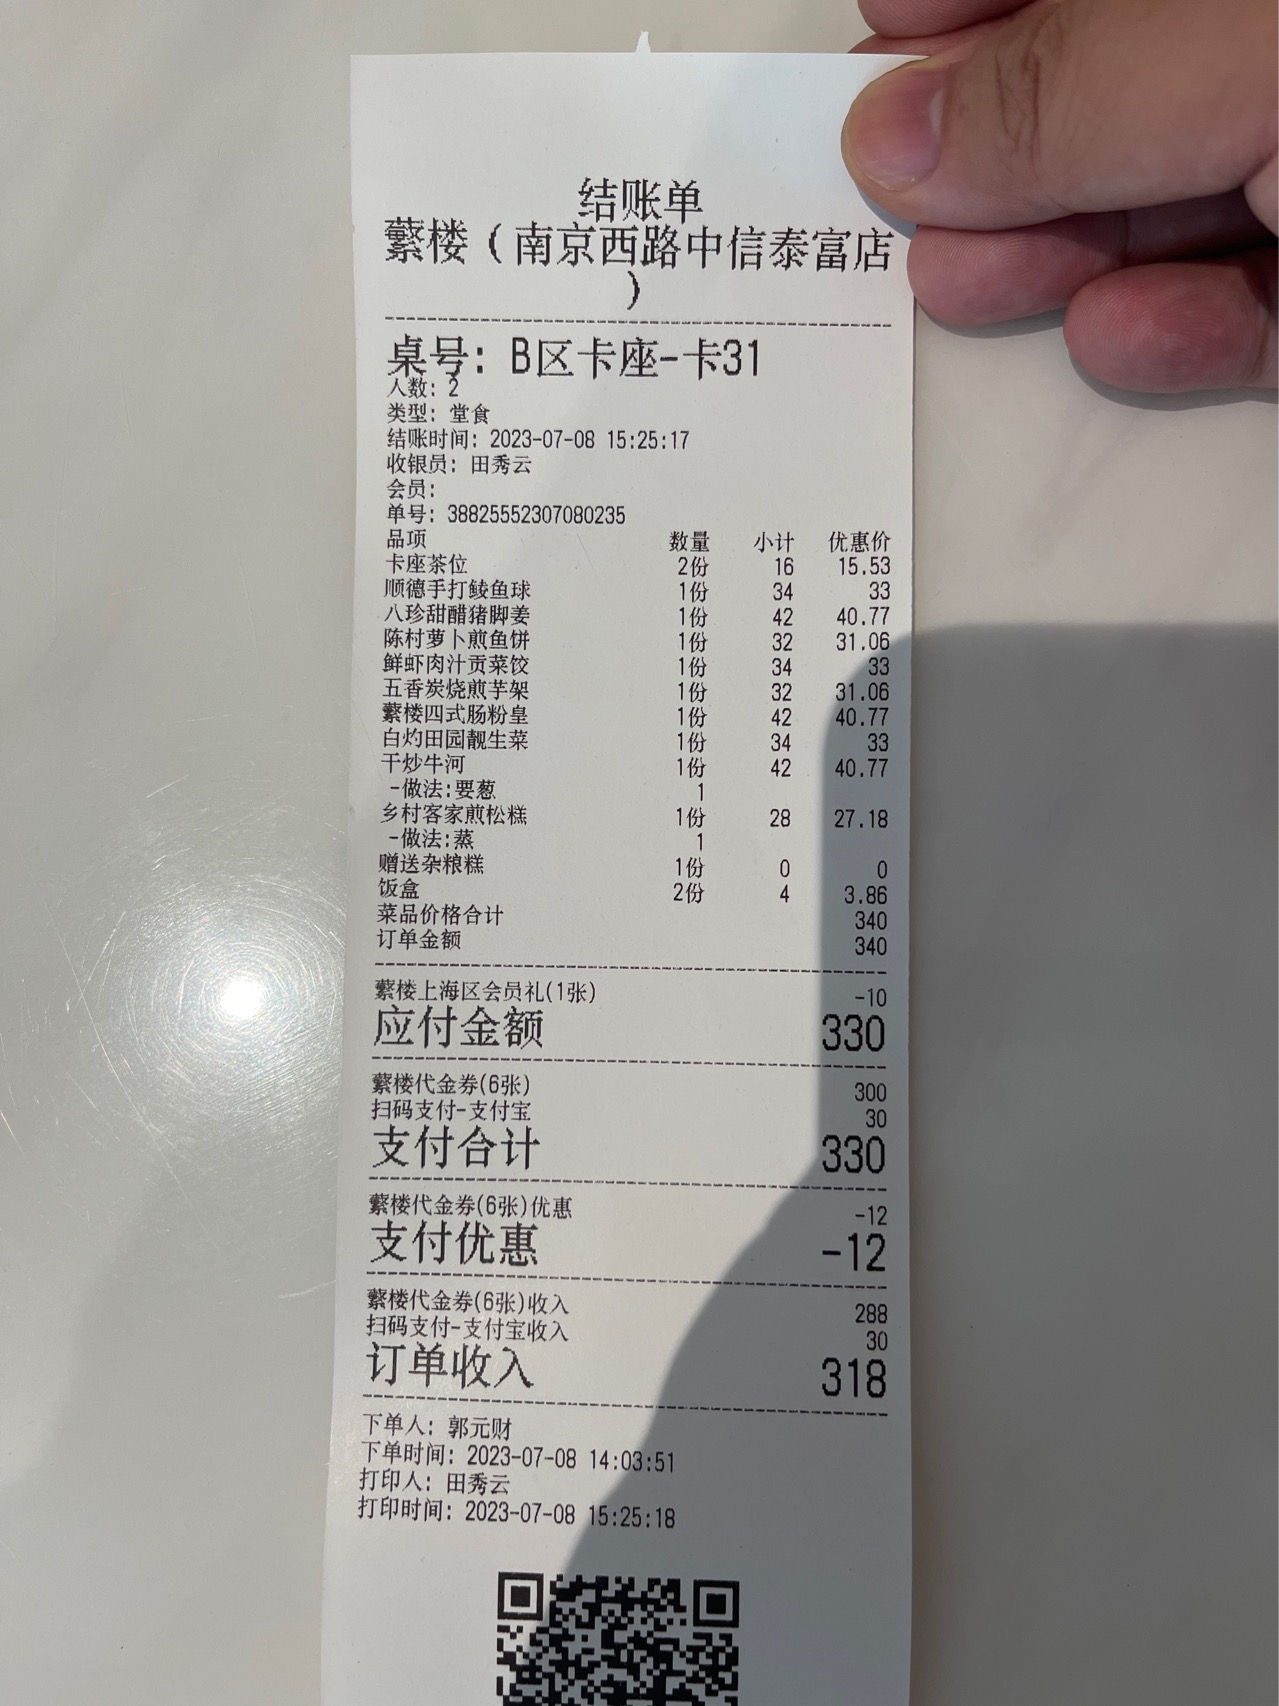 结账单
蘩楼（南京西路中信泰富店
）
桌号: B区卡座-卡31
人数: 2
类型: 堂食
结账时间: 2023-07-08 15:25:17
收银员: 田秀云
会员:
单号: 38825552307080235
品项 数量 小计 优惠价
卡座茶位 2份 16 15.53
顺德手打鲮鱼球 1份 34 33
八珍甜醋猪脚姜 1份 42 40.77
陈村萝卜煎鱼饼 1份 32 31.06
鲜虾肉汁贡菜饺 1份 34 33
五香炭烧煎芋架 1份 32 31.06
蘩楼四式肠粉皇 1份 42 40.77
白灼田园靓生菜 1份 34 33
干炒牛河 1份 42 40.77
-做法:要葱 1
乡村客家煎松糕 1份 28 27.18
-做法:蒸 1
赠送杂粮糕 1份 0 0
饭盒 2份 4 3.86
菜品价格合计 340
订单金额 340
蘩楼上海区会员礼(1张) -10
应付金额 330
蘩楼代金券(6张) 300
扫码支付-支付宝 30
支付合计 330
蘩楼代金券(6张)优惠 -12
支付优惠 -12
蘩楼代金券(6张)收入 288
扫码支付-支付宝收入 30
订单收入 318
下单人: 郭元财
下单时间: 2023-07-08 14:03:51
打印人: 田秀云
打印时间: 2023-07-08 15:25:18